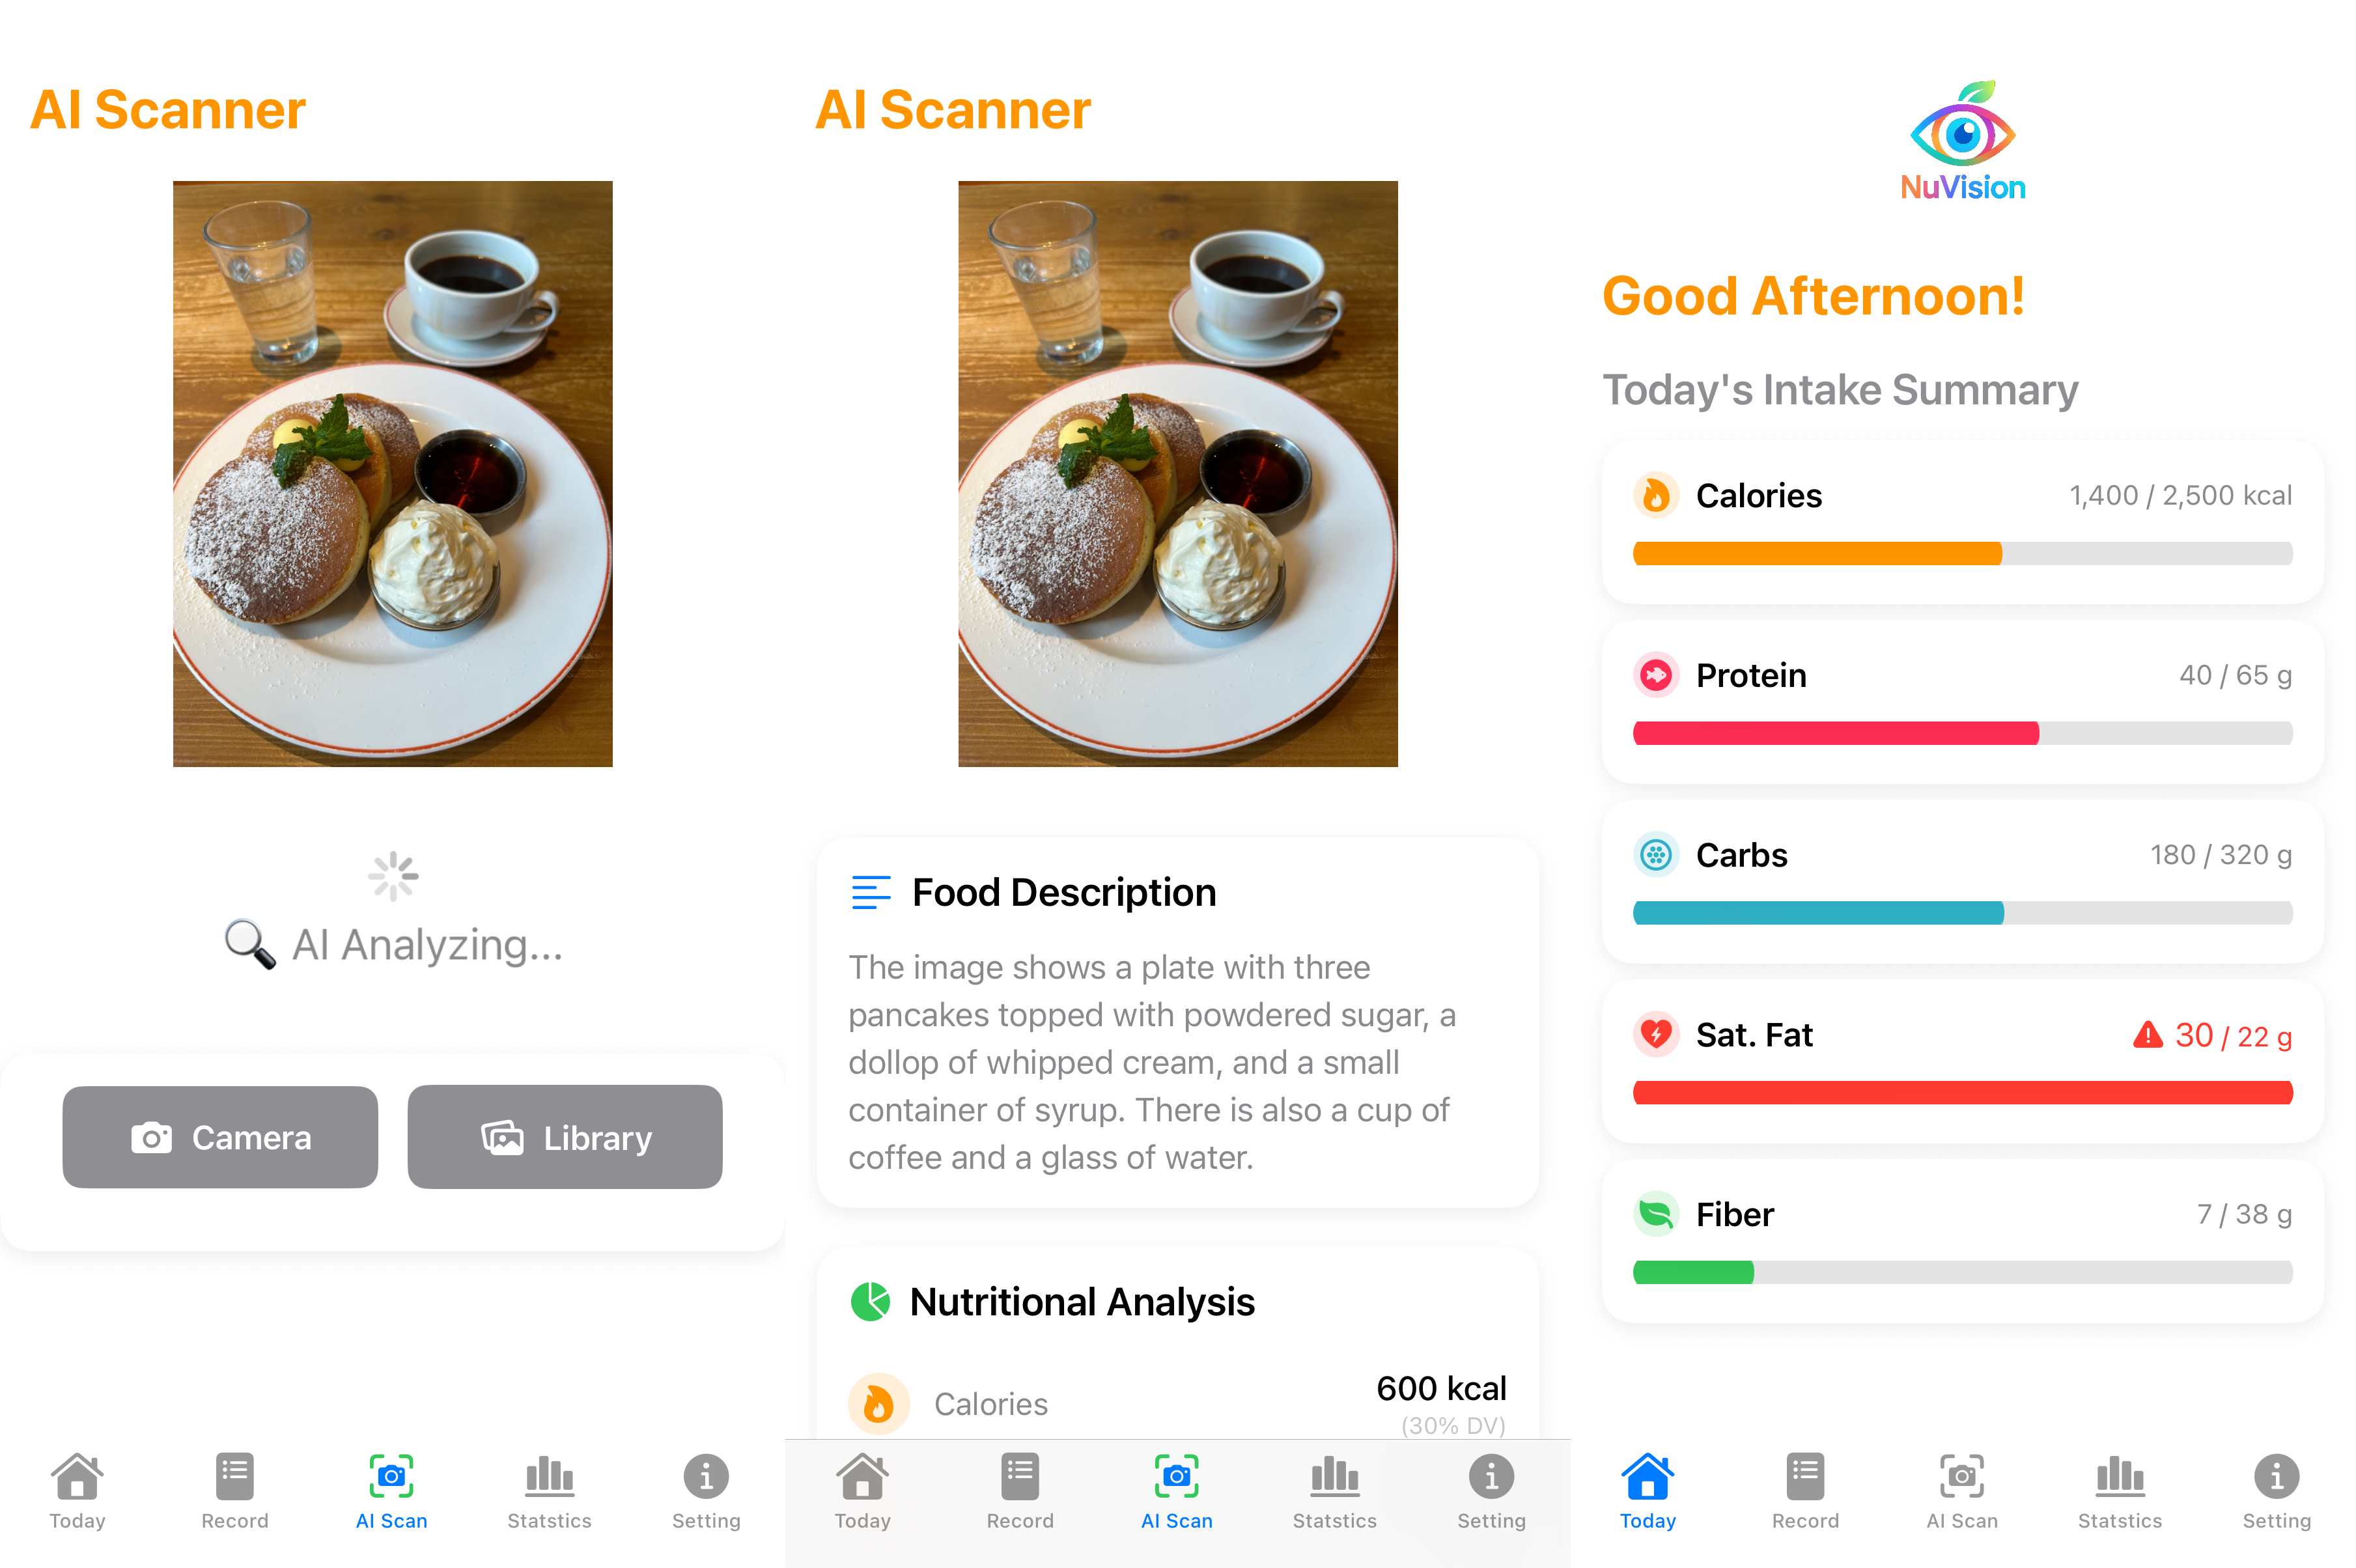 AI Scanner
AI Analyzing...
Camera
Library
Today
Record
AI Scan
Statstics
Setting
AI Scanner
Food Description
The image shows a plate with three
pancakes topped with powdered sugar, a
dollop of whipped cream, and a small
container of syrup. There is also a cup of
coffee and a glass of water.
Nutritional Analysis
Calories
600 kcal
(30% DV)
Today
Record
AI Scan
Statstics
Setting
NuVision
Good Afternoon!
Today's Intake Summary
Calories
1,400 / 2,500 kcal
Protein
40 / 65 g
Carbs
180 / 320 g
Sat. Fat
30 / 22 g
Fiber
7 / 38 g
Today
Record
AI Scan
Statstics
Setting